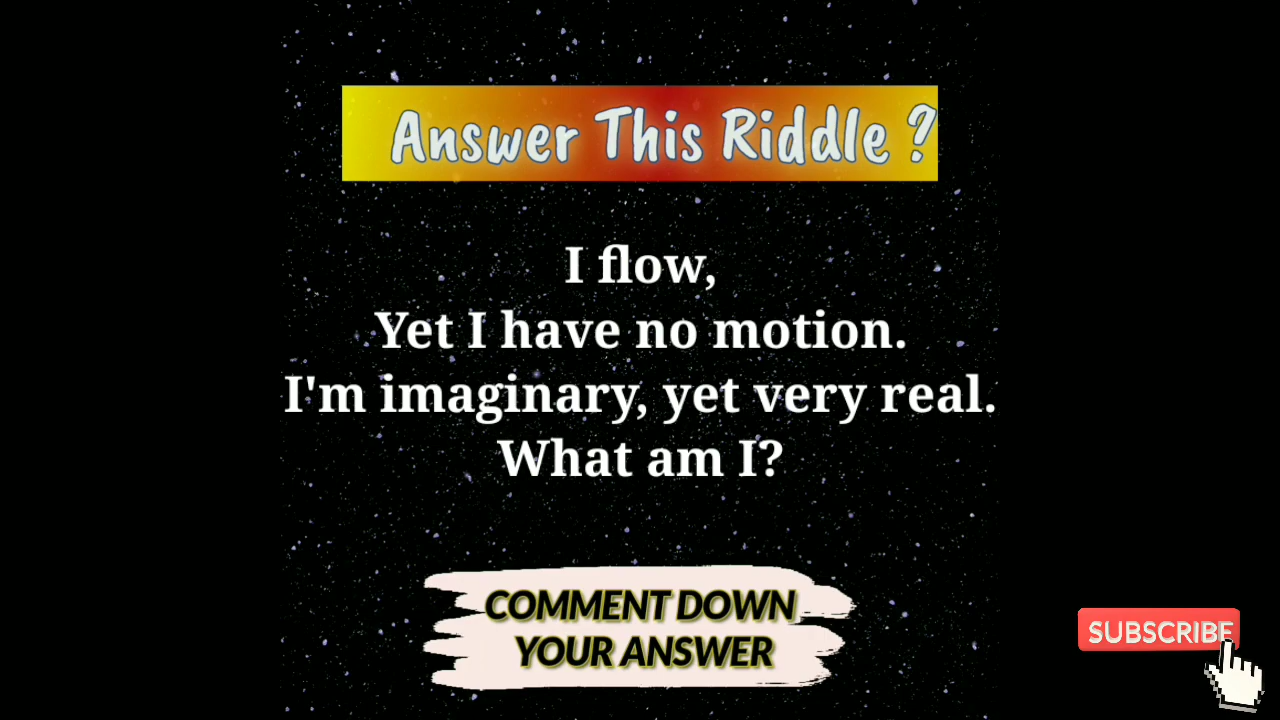 Answer This Riddle ?
I flow,
Yet I have no motion.
I'm imaginary, yet very real.
What am I?
COMMENT DOWN
YOUR ANSWER
SUBSCRIBE